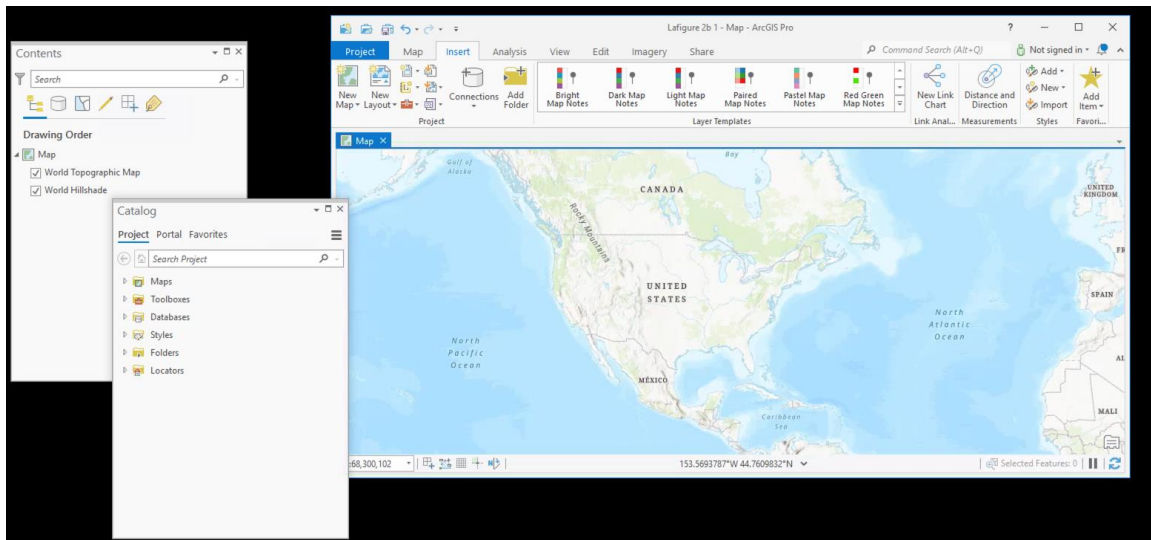 Contents
Search
Drawing Order
Map
World Topographic Map
World Hillshade
Catalog
Project Portal Favorites
Search Project
Maps
Toolboxes
Databases
Styles
Folders
Locators
Lafigure 2b 1 - Map - ArcGIS Pro
?
Project Map Insert Analysis View Edit Imagery Share
Command Search (Alt+Q)
Not signed in
New Map
New Layout
Connections
Add Folder
Project
Bright Map Notes
Dark Map Notes
Light Map Notes
Paired Map Notes
Pastel Map Notes
Red Green Map Notes
Layer Templates
New Link Chart
Link Anal...
Distance and Direction
Measurements
Add
New
Import
Styles
Add Item
Favori...
Map
Gulf of
Alaska
Bay
CANADA
UNITED
KINGDOM
Rocky Mountains
FR
UNITED
STATES
SPAIN
North
Atlantic
Ocean
North
Pacific
Ocean
AL
MÉXICO
Caribbean
Sea
MALI
:68,300,102
153.5693787°W 44.7609832°N
Selected Features: 0